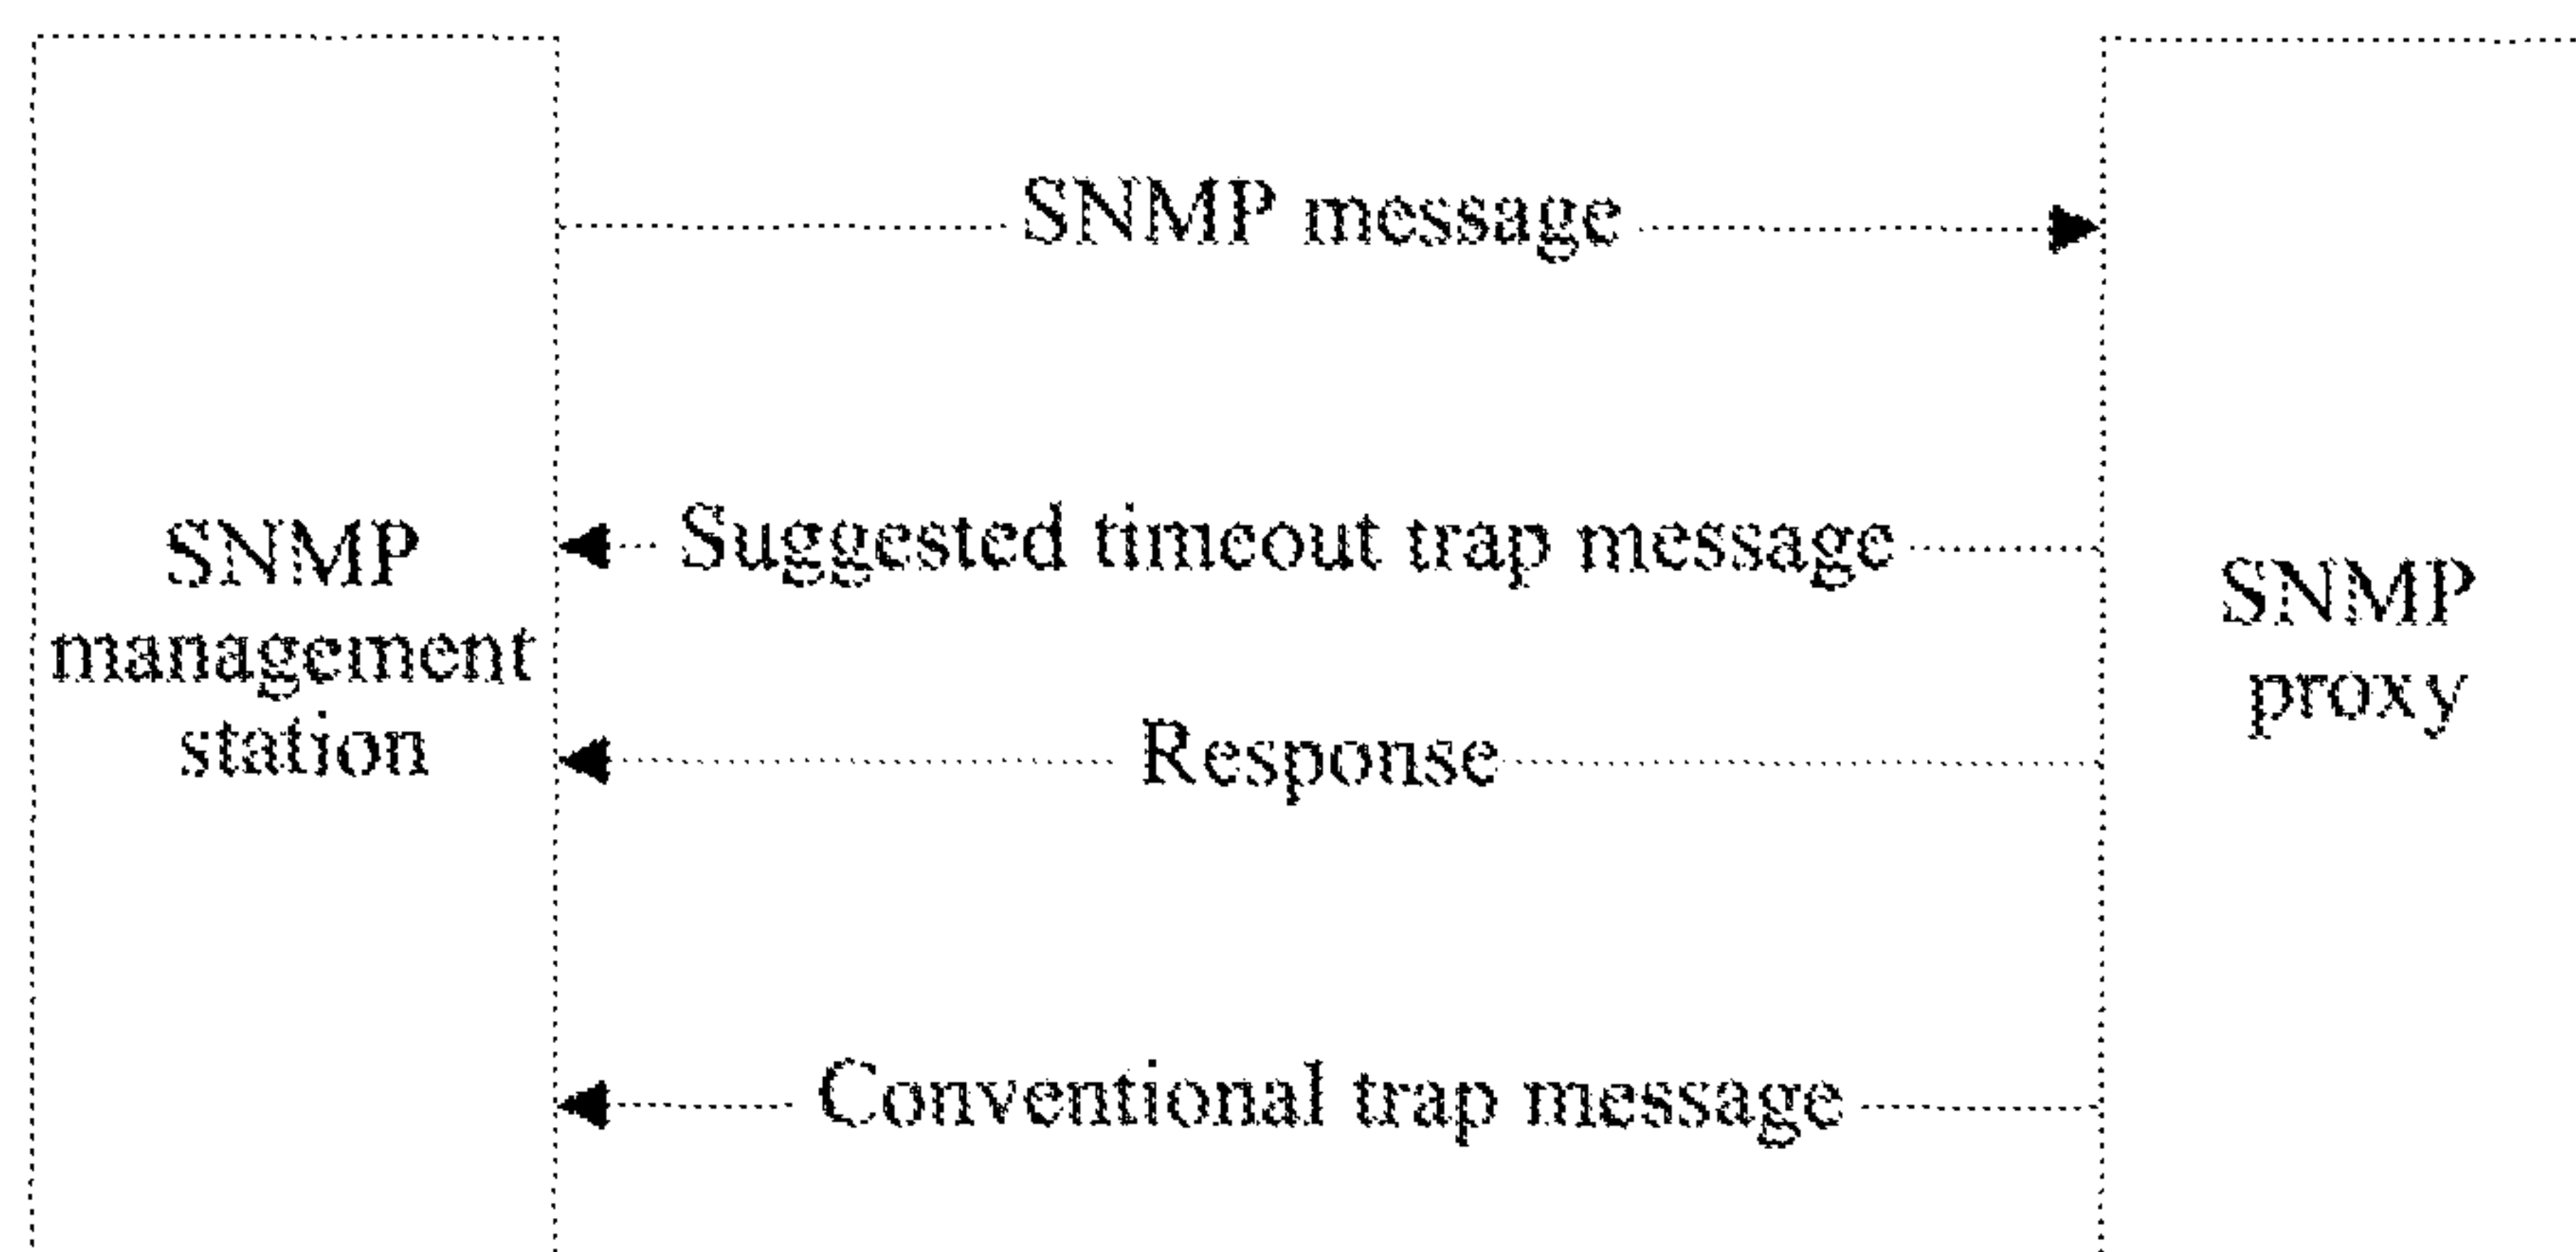 SNMP message
Suggested timeout trap message
SNMP
management
station
SNMP
proxy
Response
Conventional trap message